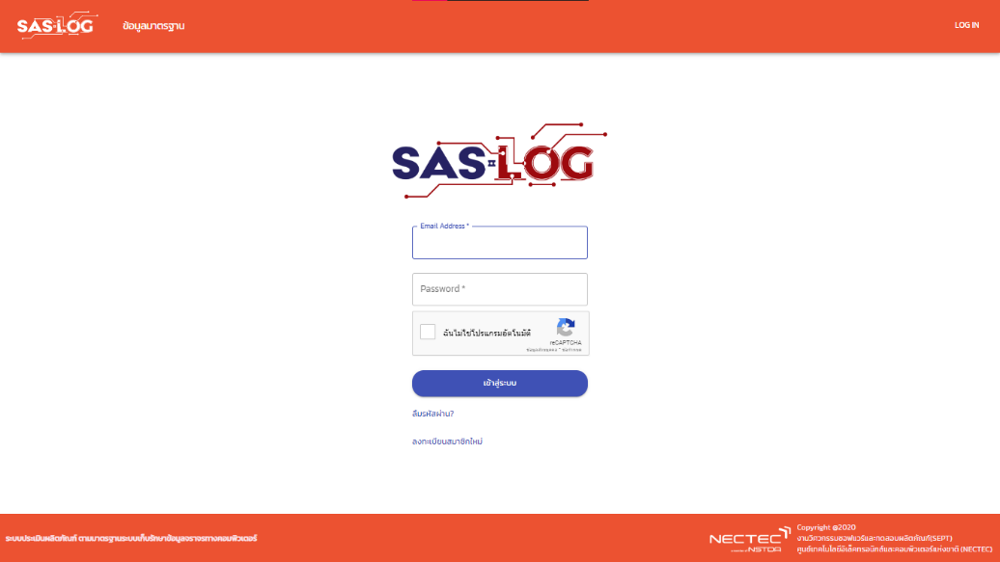 SAS-LOG
ข้อมูลมาตรฐาน
LOG IN
SAS-LOG
Email Address *
Password *
ฉันไม่ใช่โปรแกรมอัตโนมัติ
reCAPTCHA
เข้าสู่ระบบ
ลืมรหัสผ่าน?
ลงทะเบียนสมาชิกใหม่
ระบบประเมินผลิตภัณฑ์ ตามมาตรฐานระบบเก็บรักษาข้อมูลจราจรทางคอมพิวเตอร์
NECTEC
NSTDA
Copyright @2020
งานวิศวกรรมซอฟแวร์และทดสอบผลิตภัณฑ์(SEPT)
ศูนย์เทคโนโลยีอิเล็กทรอนิกส์และคอมพิวเตอร์แห่งชาติ (NECTEC)